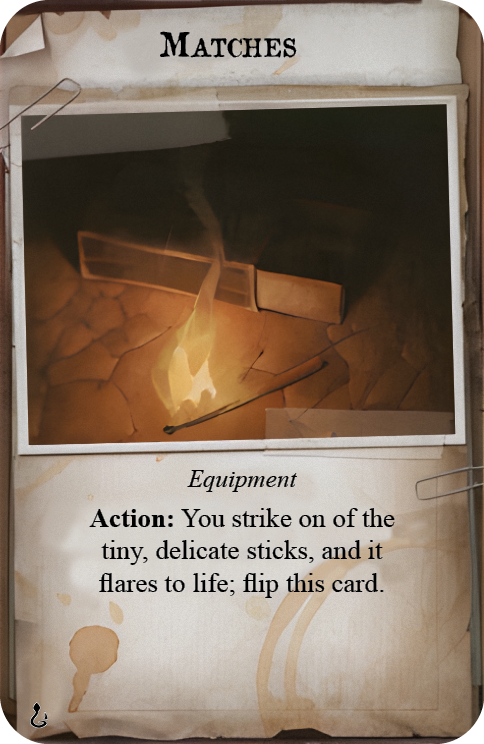 Matches
Equipment
Action: You strike on of the
tiny, delicate sticks, and it
flares to life; flip this card.